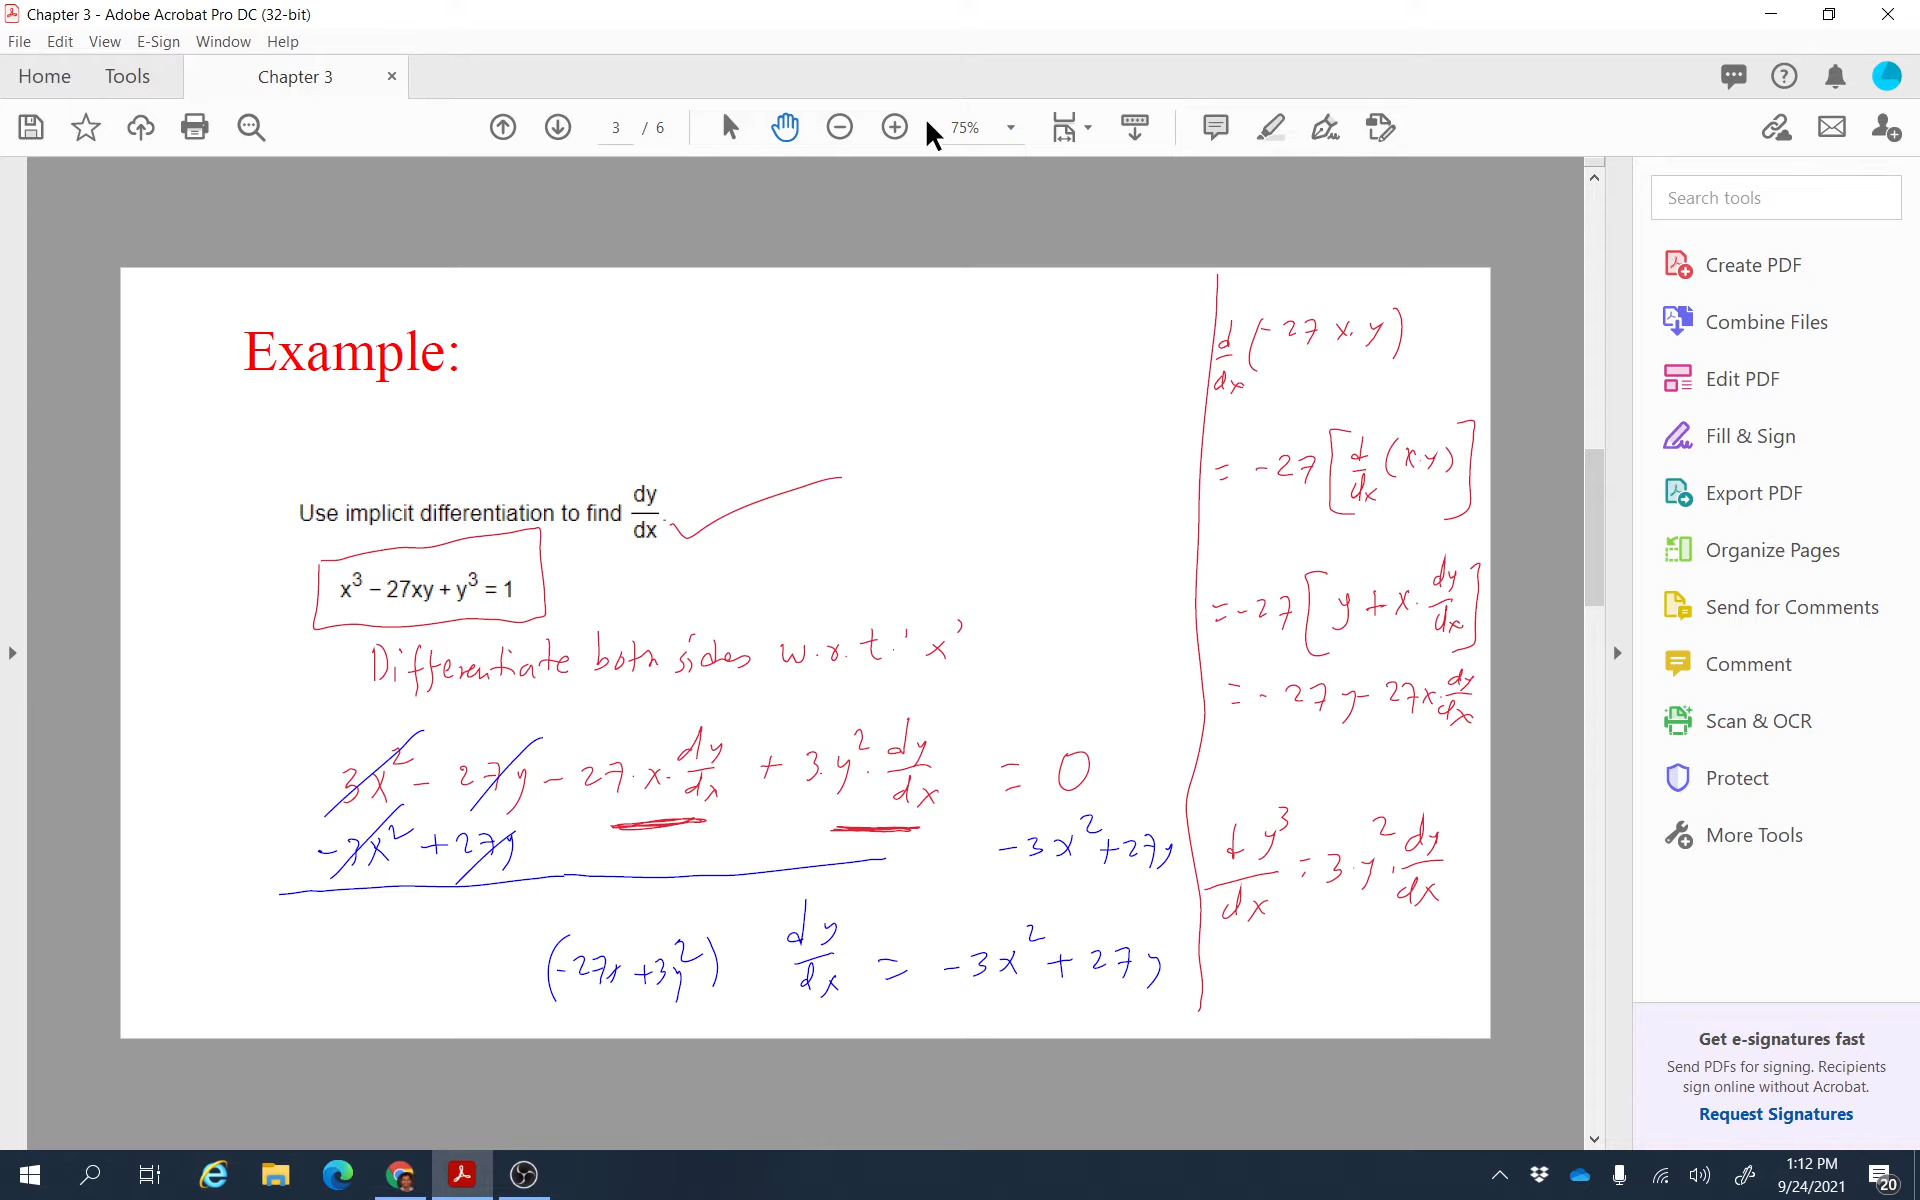 Chapter 3 - Adobe Acrobat Pro DC (32-bit)
File Edit View E-Sign Window Help
Home Tools Chapter 3 ×
3 / 6 75%
Search tools
Create PDF
Combine Files
Edit PDF
Fill & Sign
Export PDF
Organize Pages
Send for Comments
Comment
Scan & OCR
Protect
More Tools
Get e-signatures fast
Send PDFs for signing. Recipients
sign online without Acrobat.
Request Signatures
Example:
Use implicit differentiation to find dy/dx.
x³ − 27xy + y³ = 1
Differentiate both sides w.r.t. 'x'
3x² − 27y − 27·x·dy/dx + 3·y²·dy/dx = 0
−3x² + 27y −3x² + 27y
(−27x + 3y²) dy/dx = −3x² + 27y
d/dx (−27 x·y)
= −27 [d/dx (x·y)]
= −27 [y + x·dy/dx]
= −27y − 27x·dy/dx
dy³/dx = 3·y²·dy/dx
1:12 PM
9/24/2021
20